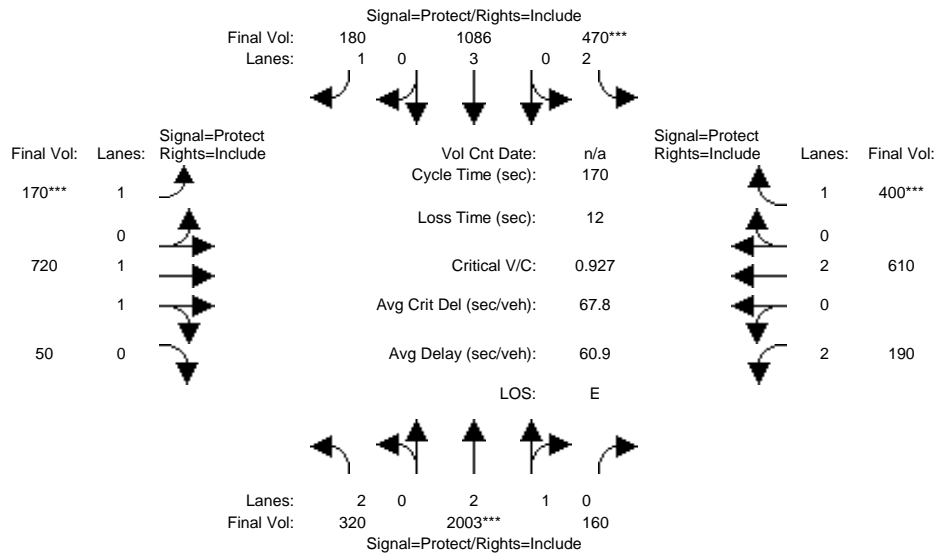 Signal=Protect/Rights=Include
Final Vol: 180 1086 470***
Lanes: 1 0 3 0 2
Signal=Protect
Final Vol: Lanes: Rights=Include
Vol Cnt Date: n/a
Signal=Protect
Rights=Include Lanes: Final Vol:
Cycle Time (sec): 170
170*** 1
1 400***
Loss Time (sec): 12
0
0
720 1
Critical V/C: 0.927
2 610
1
Avg Crit Del (sec/veh): 67.8
0
50 0
Avg Delay (sec/veh): 60.9
2 190
LOS: E
Lanes: 2 0 2 1 0
Final Vol: 320 2003*** 160
Signal=Protect/Rights=Include